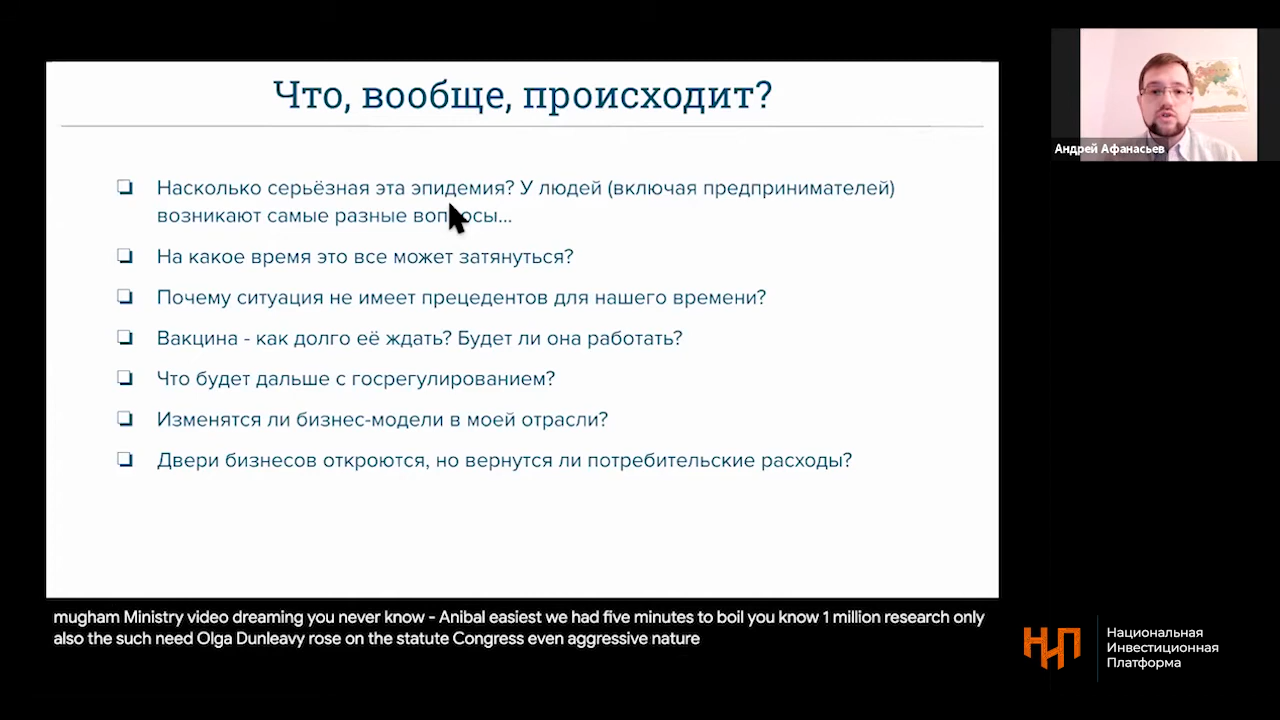 Что, вообще, происходит?
Насколько серьёзная эта эпидемия? У людей (включая предпринимателей)
возникают самые разные вопросы...
На какое время это все может затянуться?
Почему ситуация не имеет прецедентов для нашего времени?
Вакцина - как долго её ждать? Будет ли она работать?
Что будет дальше с госрегулированием?
Изменятся ли бизнес-модели в моей отрасли?
Двери бизнесов откроются, но вернутся ли потребительские расходы?
Андрей Афанасьев
mugham Ministry video dreaming you never know - Anibal easiest we had five minutes to boil you know 1 million research only
also the such need Olga Dunleavy rose on the statute Congress even aggressive nature
НИП
Национальная
Инвестиционная
Платформа